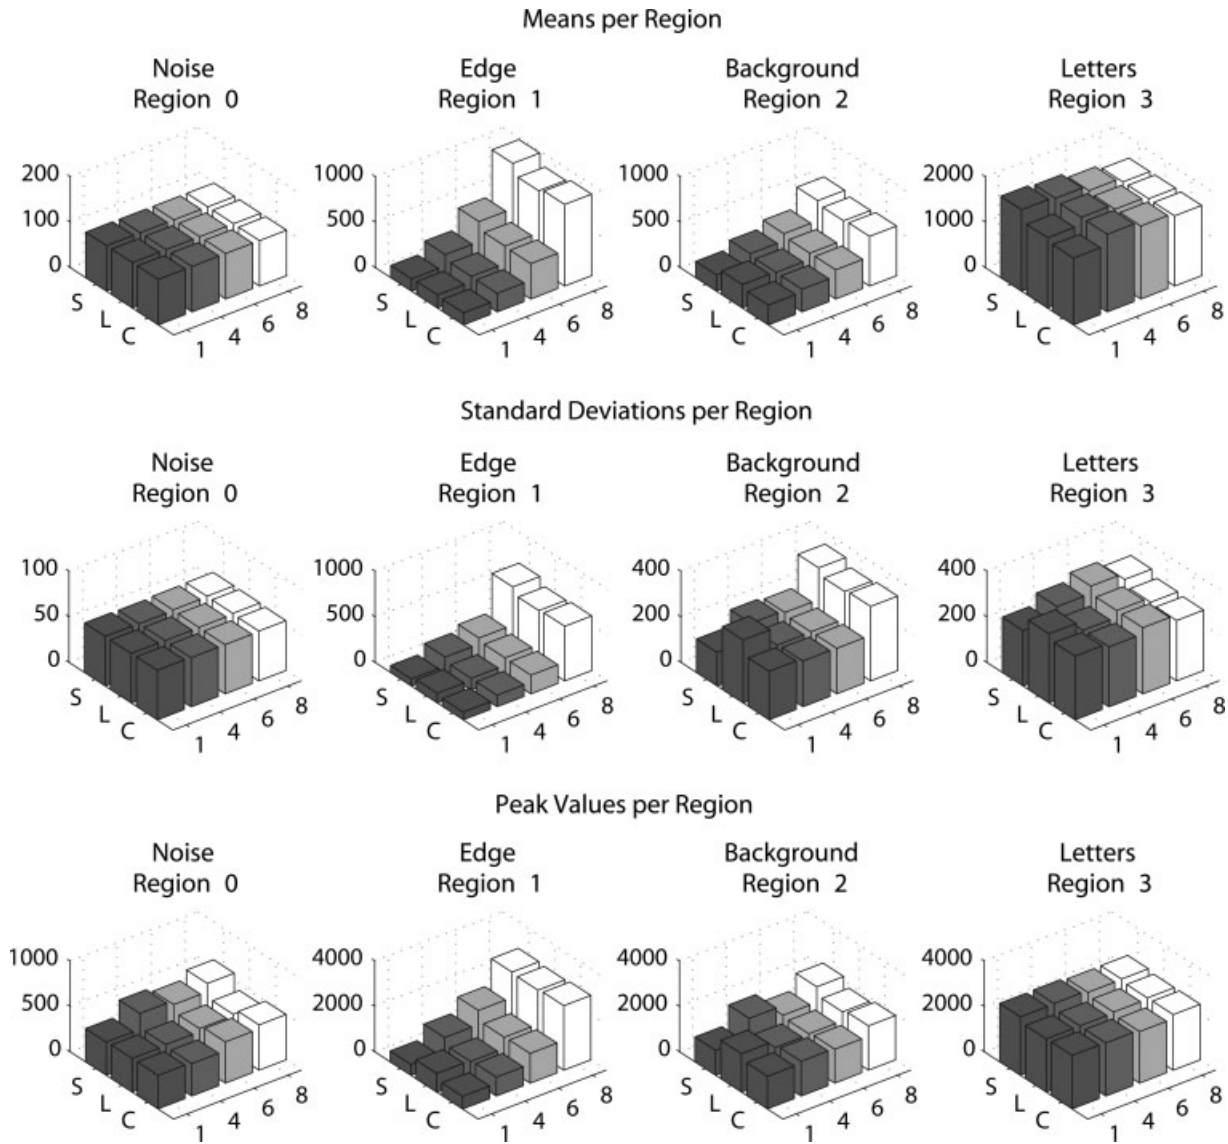 Means per Region
Noise
Region 0
Edge
Region 1
Background
Region 2
Letters
Region 3
200
100
0
S
L
C
1
4
6
8
1000
500
0
S
L
C
1
4
6
8
1000
500
0
S
L
C
1
4
6
8
2000
1000
0
S
L
C
1
4
6
8
Standard Deviations per Region
Noise
Region 0
Edge
Region 1
Background
Region 2
Letters
Region 3
100
50
0
S
L
C
1
4
6
8
1000
500
0
S
L
C
1
4
6
8
400
200
0
S
L
C
1
4
6
8
400
200
0
S
L
C
1
4
6
8
Peak Values per Region
Noise
Region 0
Edge
Region 1
Background
Region 2
Letters
Region 3
1000
500
0
S
L
C
1
4
6
8
4000
2000
0
S
L
C
1
4
6
8
4000
2000
0
S
L
C
1
4
6
8
4000
2000
0
S
L
C
1
4
6
8